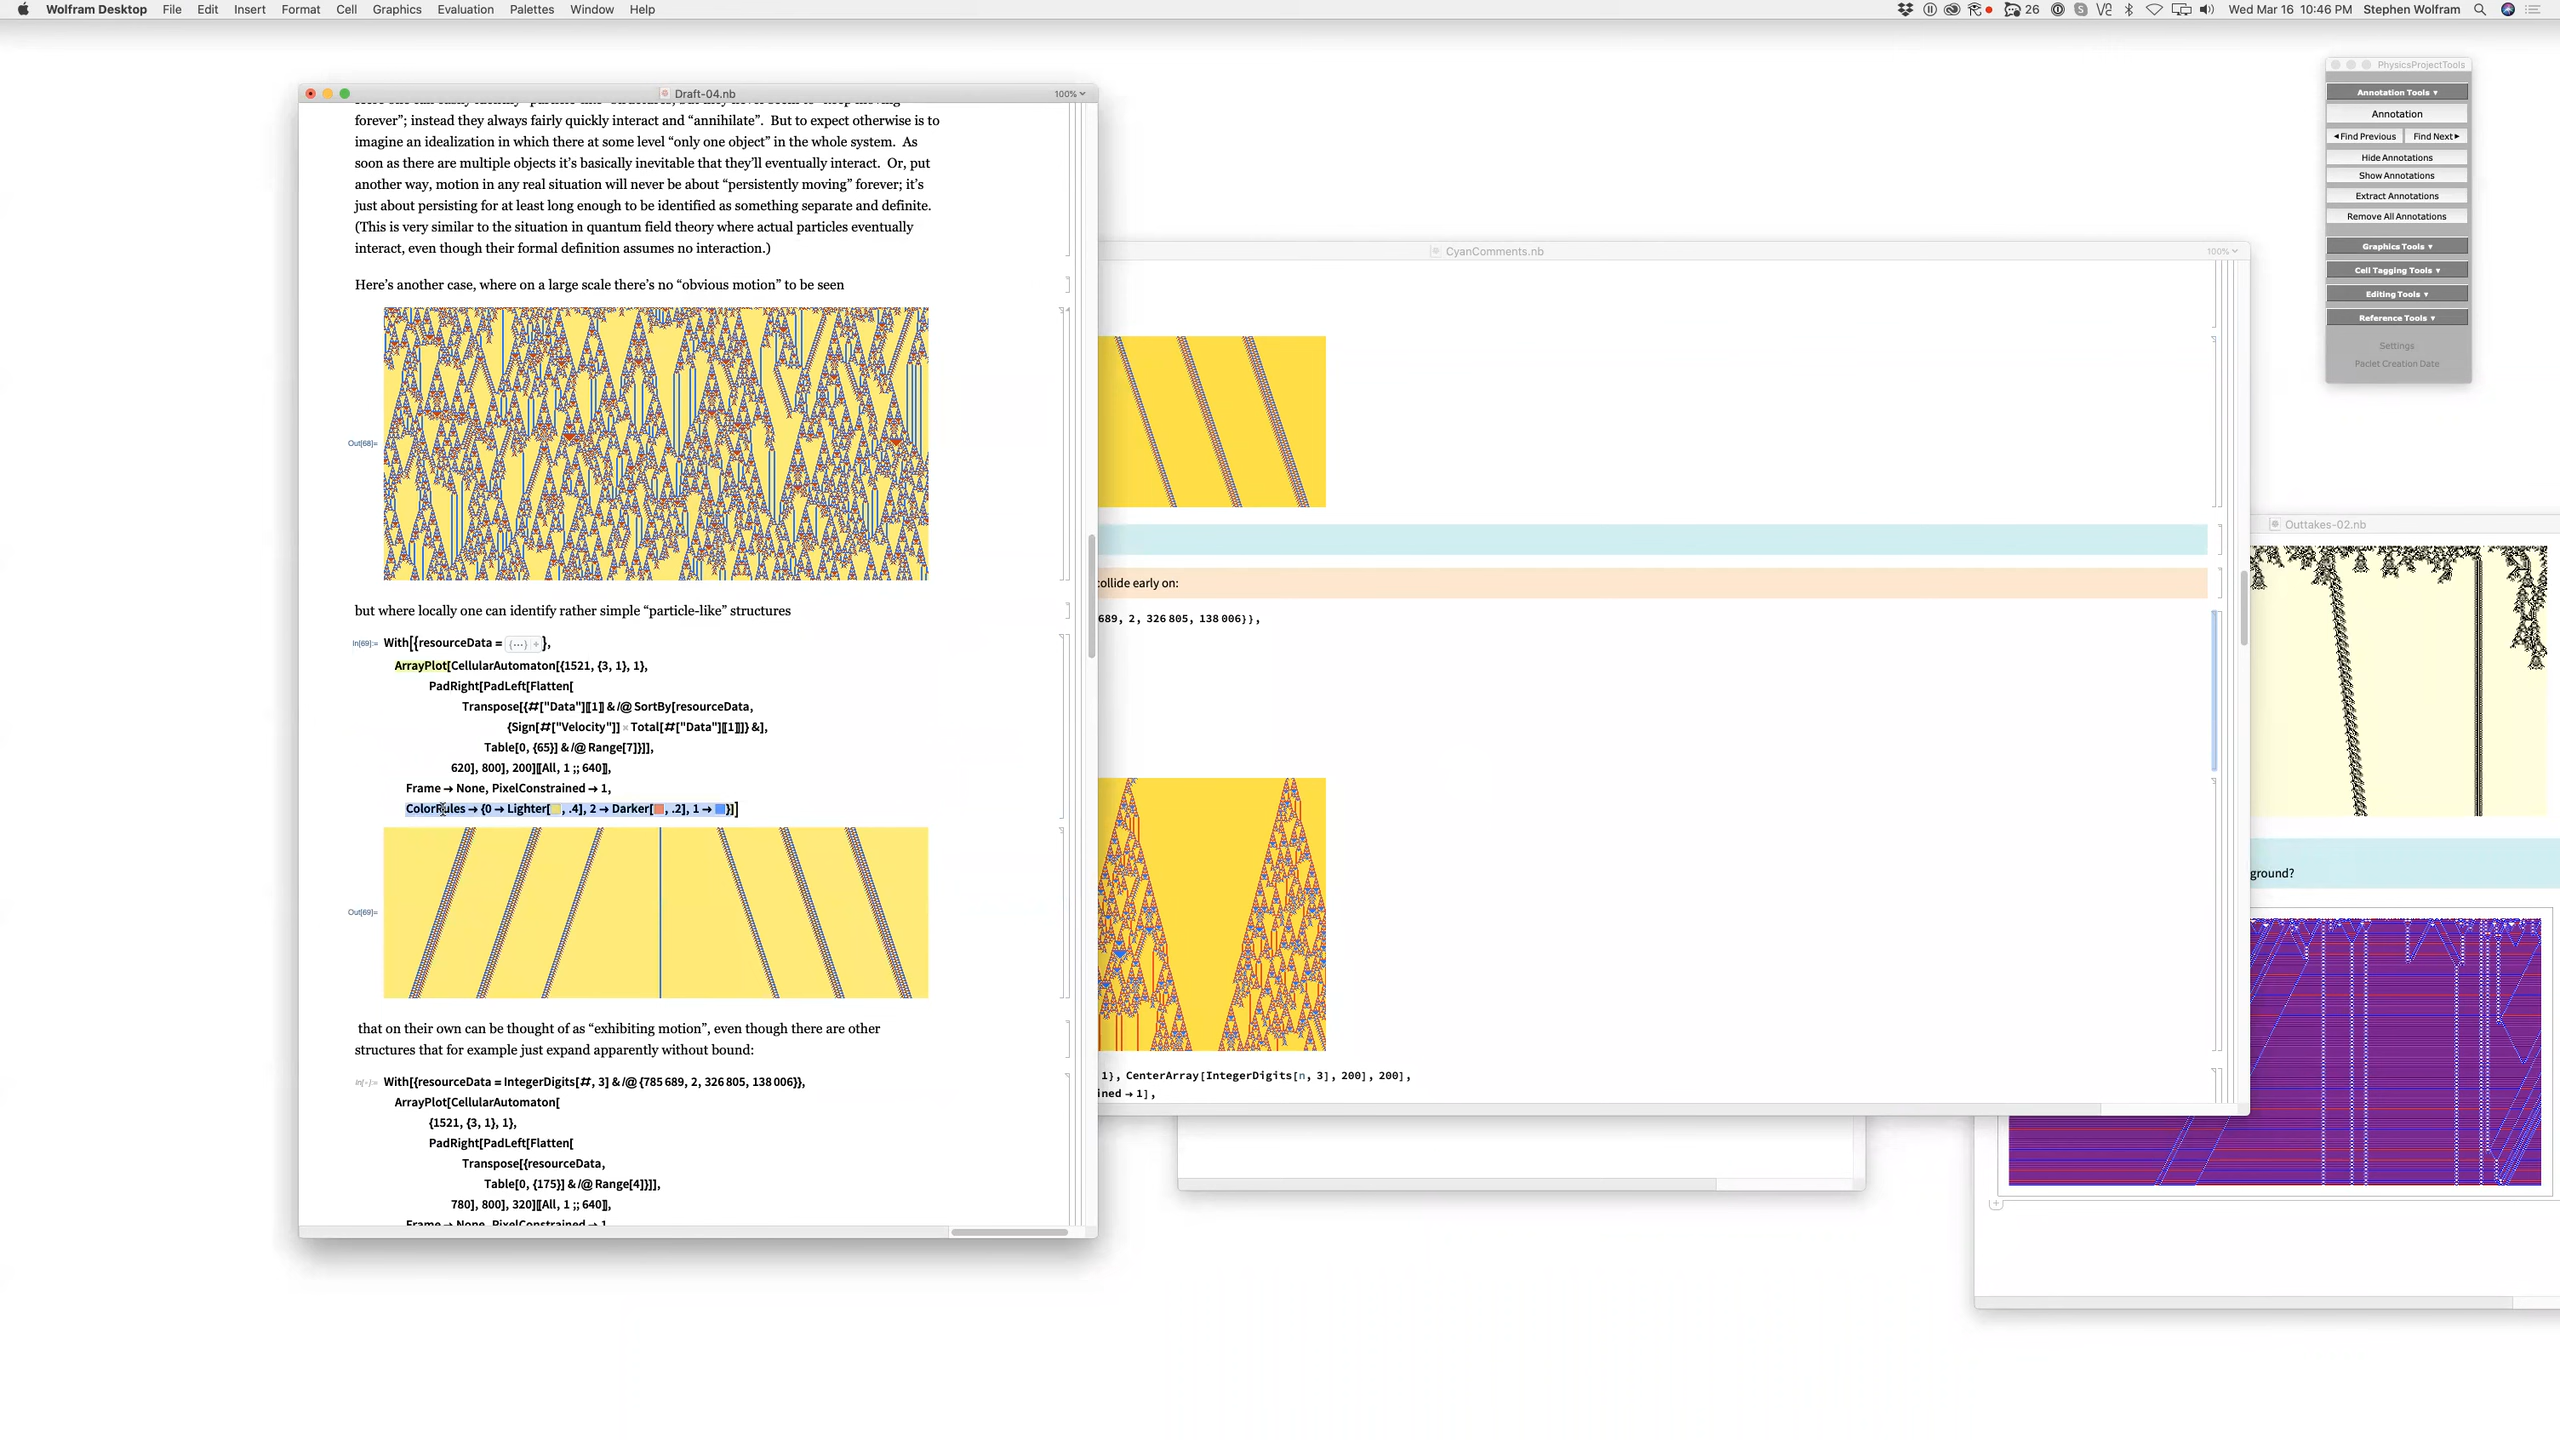 Wolfram Desktop File Edit Insert Format Cell Graphics Evaluation Palettes Window Help
26 Wed Mar 16 10:46 PM Stephen Wolfram
Draft-04.nb 100%
forever”; instead they always fairly quickly interact and “annihilate”. But to expect otherwise is to
imagine an idealization in which there at some level “only one object” in the whole system. As
soon as there are multiple objects it’s basically inevitable that they’ll eventually interact. Or, put
another way, motion in any real situation will never be about “persistently moving” forever; it’s
just about persisting for at least long enough to be identified as something separate and definite.
(This is very similar to the situation in quantum field theory where actual particles eventually
interact, even though their formal definition assumes no interaction.)
Here’s another case, where on a large scale there’s no “obvious motion” to be seen
Out[68]=
but where locally one can identify rather simple “particle-like” structures
In[69]:= With[{resourceData = {...} + },
ArrayPlot[CellularAutomaton[{1521, {3, 1}, 1},
PadRight[PadLeft[Flatten[
Transpose[{#["Data"]⟦1⟧ & /@ SortBy[resourceData,
{Sign[#["Velocity"]] × Total[#["Data"]⟦1⟧]} &],
Table[0, {65}] & /@ Range[7]}]],
620], 800], 200]⟦All, 1 ;; 640⟧,
Frame → None, PixelConstrained → 1,
ColorRules → {0 → Lighter[ , .4], 2 → Darker[ , .2], 1 → }]]
Out[69]=
that on their own can be thought of as “exhibiting motion”, even though there are other
structures that for example just expand apparently without bound:
In[-]:= With[{resourceData = IntegerDigits[#, 3] & /@ {785 689, 2, 326 805, 138 006}},
ArrayPlot[CellularAutomaton[
{1521, {3, 1}, 1},
PadRight[PadLeft[Flatten[
Transpose[{resourceData,
Table[0, {175}] & /@ Range[4]}]],
780], 800], 320]⟦All, 1 ;; 640⟧,
Frame → None, PixelConstrained → 1
CyanComments.nb 100%
collide early on:
689, 2, 326 805, 138 006}},
1}, CenterArray[IntegerDigits[n, 3], 200], 200],
ined → 1],
Outtakes-02.nb
ground?
PhysicsProjectTools
Annotation Tools ▾
Annotation
◂Find Previous Find Next▸
Hide Annotations
Show Annotations
Extract Annotations
Remove All Annotations
Graphics Tools ▾
Cell Tagging Tools ▾
Editing Tools ▾
Reference Tools ▾
Settings
Paclet Creation Date